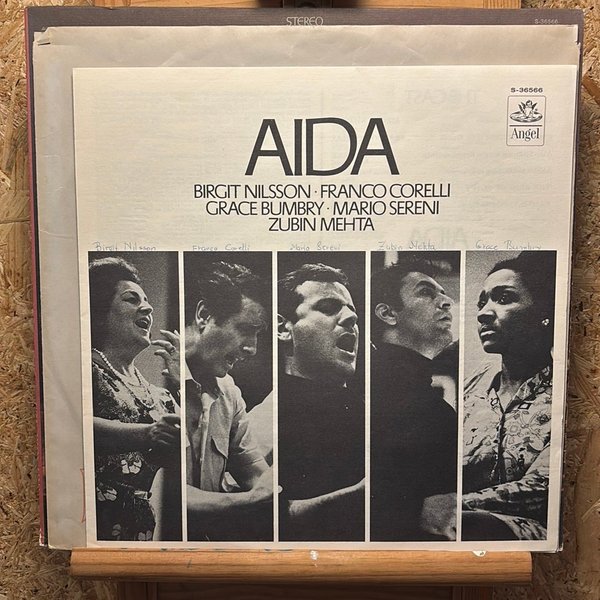 STEREO
S-36566
S-36566
Angel
AIDA
BIRGIT NILSSON · FRANCO CORELLI
GRACE BUMBRY · MARIO SERENI
ZUBIN MEHTA
Birgit Nilsson Franco Corelli Mario Sereni Zubin Mehta Grace Bumbry